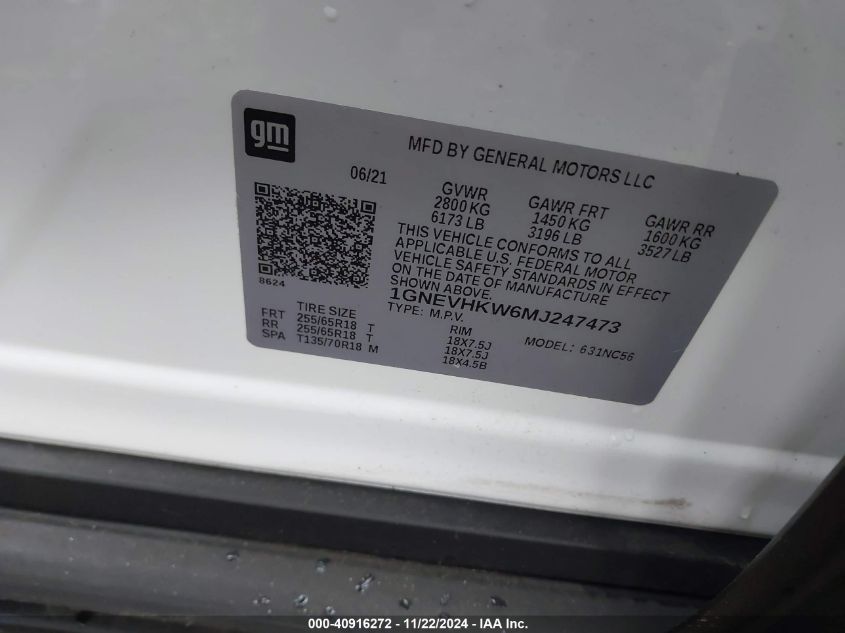 gm
MFD BY GENERAL MOTORS LLC
06/21
GVWR
2800 KG
6173 LB
GAWR FRT
1450 KG
3196 LB
GAWR RR
1600 KG
3527 LB
THIS VEHICLE CONFORMS TO ALL
APPLICABLE U.S. FEDERAL MOTOR
VEHICLE SAFETY STANDARDS IN EFFECT
ON THE DATE OF MANUFACTURE
8624
1GNEVHKW6MJ247473
TYPE: M.P.V.
MODEL: 631NC56
TIRE SIZE
RIM
FRT 255/65R18 T 18X7.5J
RR 255/65R18 T 18X7.5J
SPA T135/70R18 M 18X4.5B
000-40916272 - 11/22/2024 - IAA Inc.